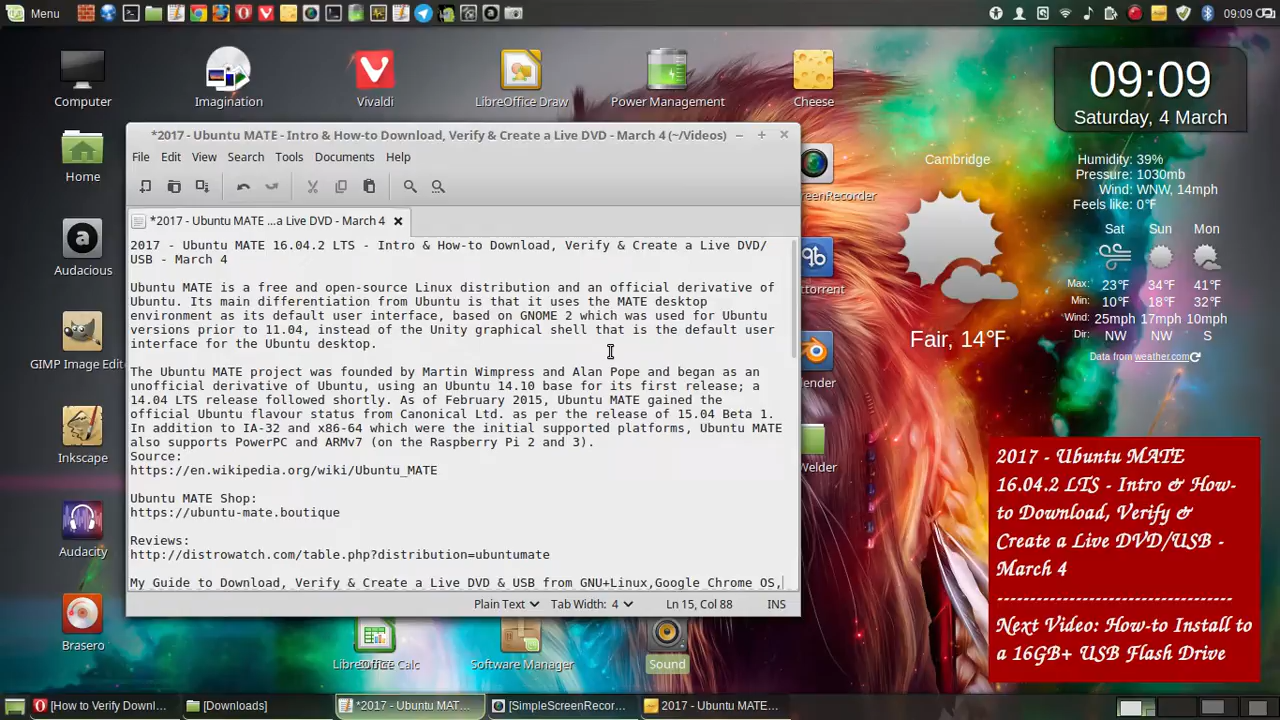 Menu
09:09
Computer
Imagination
Vivaldi
LibreOffice Draw
Power Management
Cheese
09:09
Saturday, 4 March
*2017 - Ubuntu MATE - Intro & How-to Download, Verify & Create a Live DVD - March 4 (~/Videos)
File Edit View Search Tools Documents Help
*2017 - Ubuntu MATE ...a Live DVD - March 4
2017 - Ubuntu MATE 16.04.2 LTS - Intro & How-to Download, Verify & Create a Live DVD/
USB - March 4
Ubuntu MATE is a free and open-source Linux distribution and an official derivative of
Ubuntu. Its main differentiation from Ubuntu is that it uses the MATE desktop
environment as its default user interface, based on GNOME 2 which was used for Ubuntu
versions prior to 11.04, instead of the Unity graphical shell that is the default user
interface for the Ubuntu desktop.
The Ubuntu MATE project was founded by Martin Wimpress and Alan Pope and began as an
unofficial derivative of Ubuntu, using an Ubuntu 14.10 base for its first release; a
14.04 LTS release followed shortly. As of February 2015, Ubuntu MATE gained the
official Ubuntu flavour status from Canonical Ltd. as per the release of 15.04 Beta 1.
In addition to IA-32 and x86-64 which were the initial supported platforms, Ubuntu MATE
also supports PowerPC and ARMv7 (on the Raspberry Pi 2 and 3).
Source:
https://en.wikipedia.org/wiki/Ubuntu_MATE
Ubuntu MATE Shop:
https://ubuntu-mate.boutique
Reviews:
http://distrowatch.com/table.php?distribution=ubuntumate
My Guide to Download, Verify & Create a Live DVD & USB from GNU+Linux,Google Chrome OS,
Plain Text Tab Width: 4 Ln 15, Col 88 INS
Home
Audacious
GIMP Image Edit
Inkscape
Audacity
Brasero
reenRecorder
ttorrent
ender
Welder
LibreOffice Calc
Software Manager
Sound
Cambridge
Fair, 14°F
Humidity: 39%
Pressure: 1030mb
Wind: WNW, 14mph
Feels like: 0°F
Sat Sun Mon
Max: 23°F 34°F 41°F
Min: 10°F 18°F 32°F
25mph 17mph 10mph
Dir: NW NW S
Data from weather.com
2017 - Ubuntu MATE
16.04.2 LTS - Intro & How-
to Download, Verify &
Create a Live DVD/USB -
March 4
---------------------------------
Next Video: How-to Install to
a 16GB+ USB Flash Drive
[How to Verify Downl...
[Downloads]
*2017 - Ubuntu MAT...
[SimpleScreenRecor...
2017 - Ubuntu MATE...